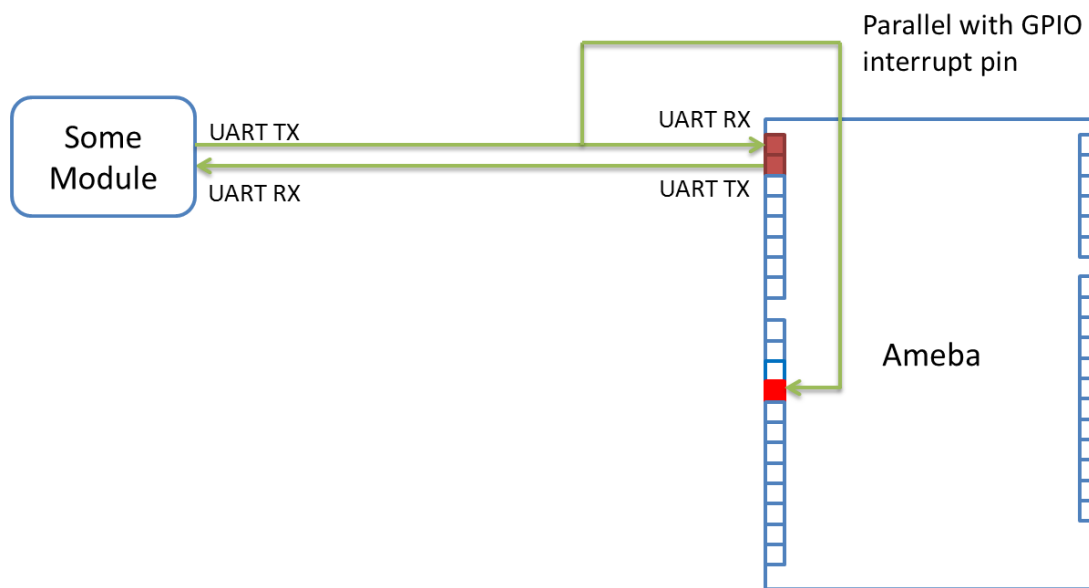 Parallel with GPIO
interrupt pin
Some
Module
UART TX
UART RX
UART RX
UART TX
Ameba